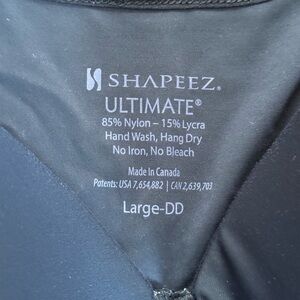 SHAPEEZ®
ULTIMATE®
85% Nylon – 15% Lycra
Hand Wash, Hang Dry
No Iron, No Bleach
Made in Canada
Patents: USA 7,654,882 | CAN 2,639,703
Large-DD